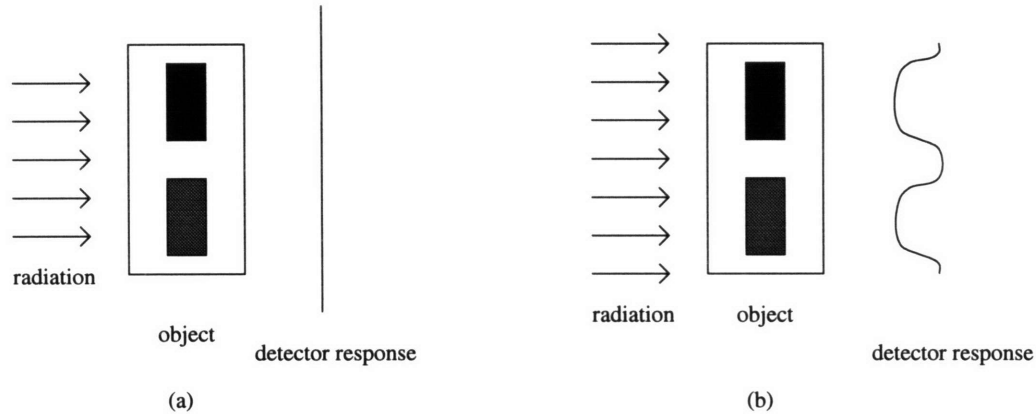 radiation
object
detector response
(a)
radiation
object
detector response
(b)